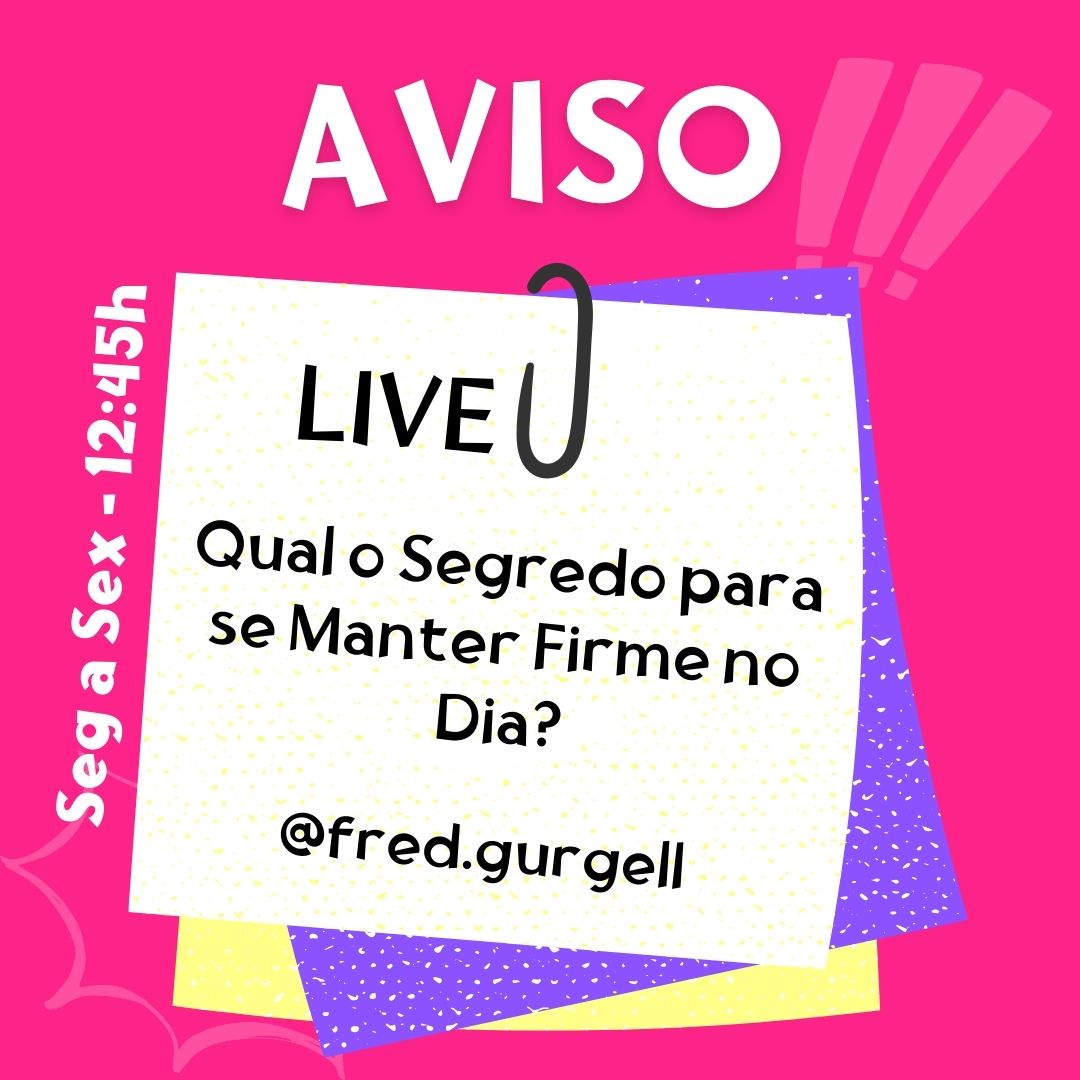 AVISO
Seg a Sex - 12:45h
LIVE
Qual o Segredo para
se Manter Firme no
Dia?
@fred.gurgell